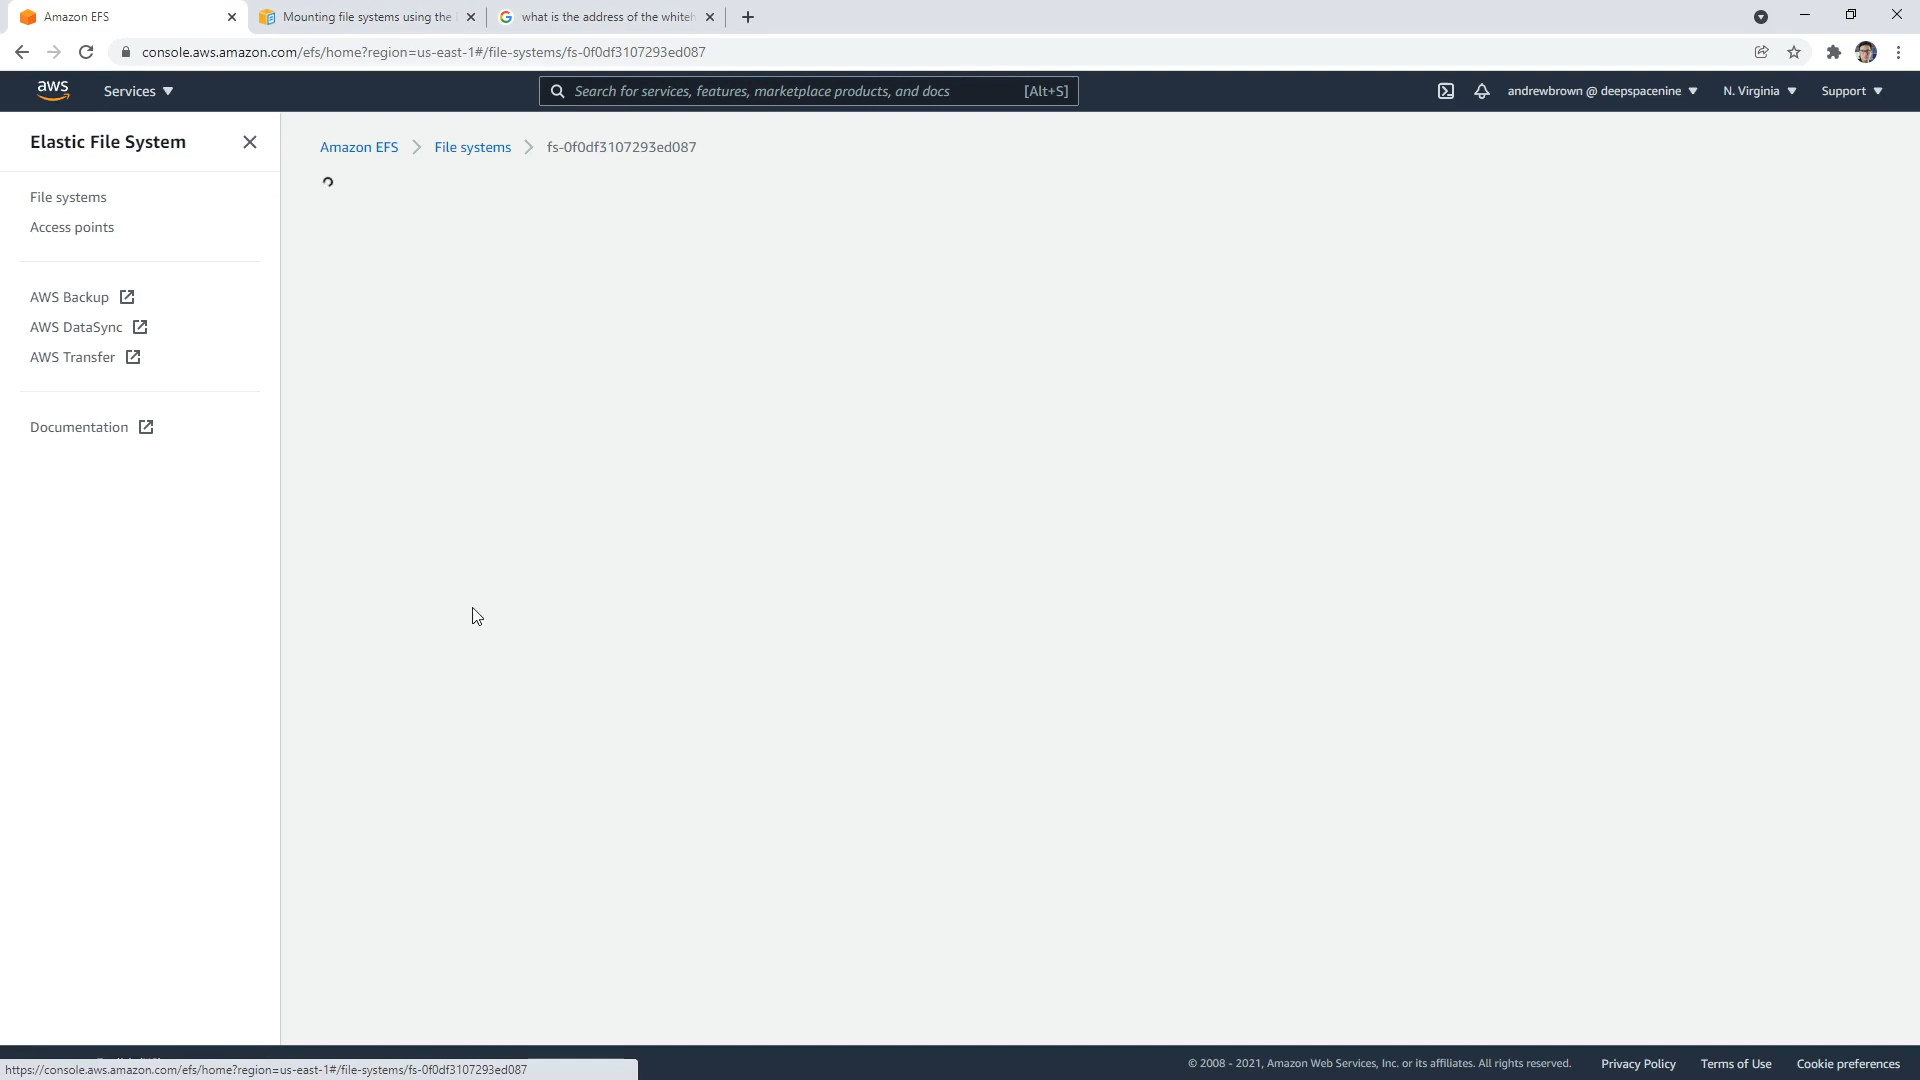 Amazon EFS
Mounting file systems using the
what is the address of the whiteh
console.aws.amazon.com/efs/home?region=us-east-1#/file-systems/fs-0f0df3107293ed087
aws
Services
Search for services, features, marketplace products, and docs
[Alt+S]
andrewbrown @ deepspacenine
N. Virginia
Support
Elastic File System
File systems
Access points
AWS Backup
AWS DataSync
AWS Transfer
Documentation
Amazon EFS
File systems
fs-0f0df3107293ed087
https://console.aws.amazon.com/efs/home?region=us-east-1#/file-systems/fs-0f0df3107293ed087
© 2008 - 2021, Amazon Web Services, Inc. or its affiliates. All rights reserved.
Privacy Policy
Terms of Use
Cookie preferences